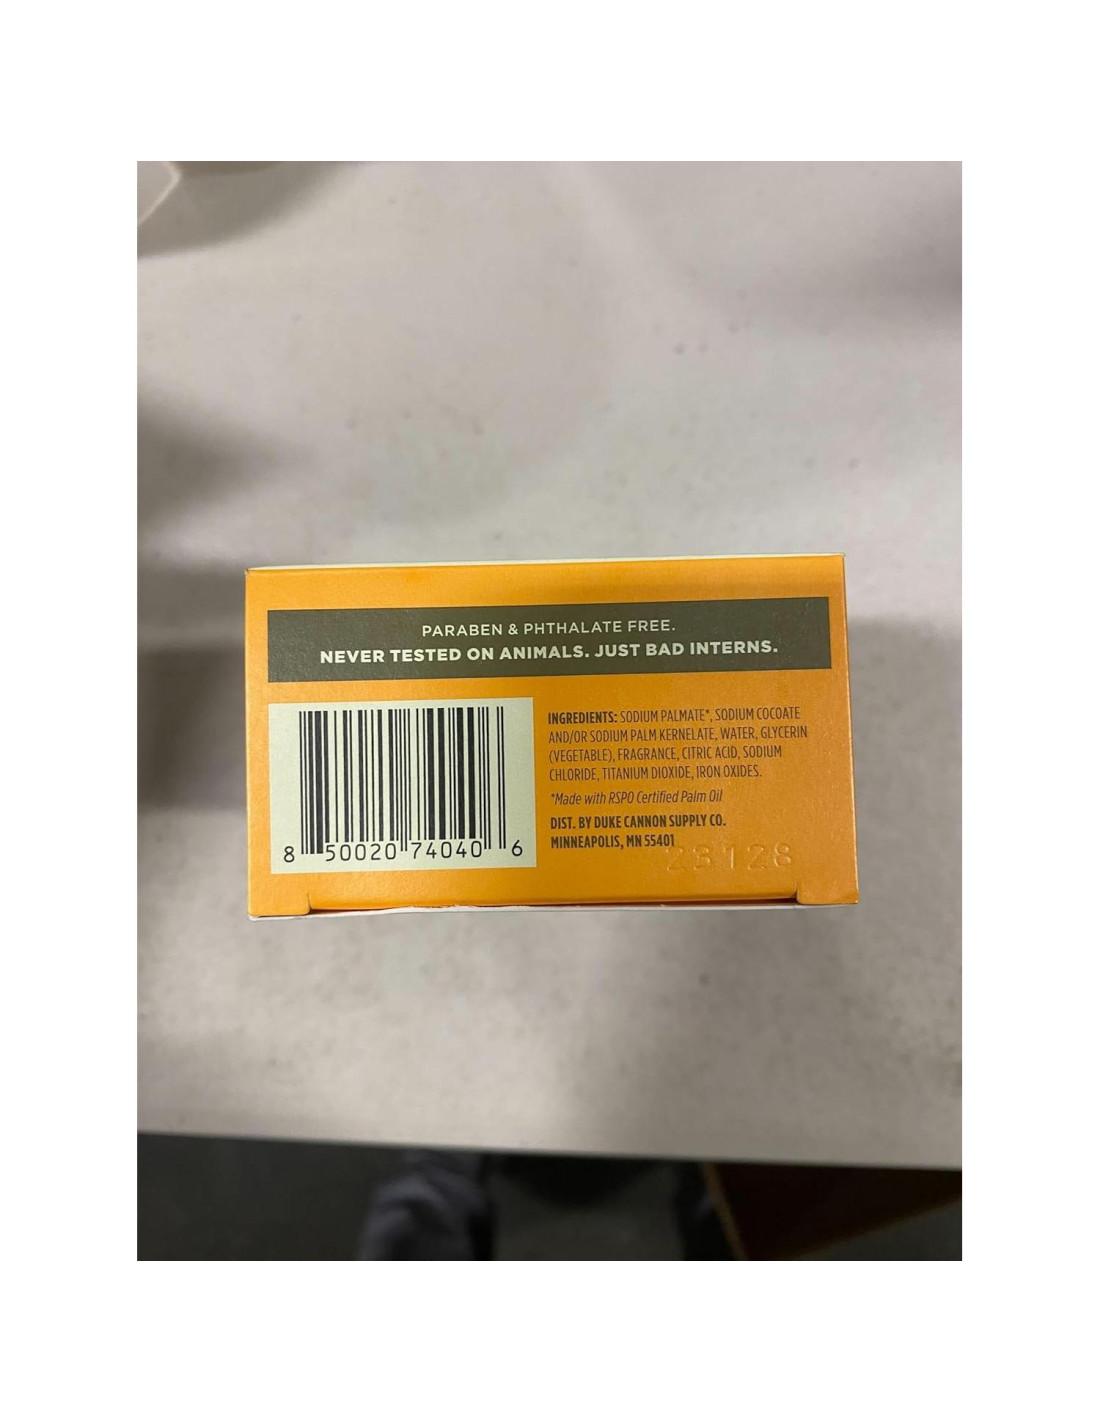 PARABEN & PHTHALATE FREE.
NEVER TESTED ON ANIMALS. JUST BAD INTERNS.
INGREDIENTS: SODIUM PALMATE*, SODIUM COCOATE
AND/OR SODIUM PALM KERNELATE, WATER, GLYCERIN
(VEGETABLE), FRAGRANCE, CITRIC ACID, SODIUM
CHLORIDE, TITANIUM DIOXIDE, IRON OXIDES.
*Made with RSPO Certified Palm Oil
DIST. BY DUKE CANNON SUPPLY CO.
MINNEAPOLIS, MN 55401
8 50020 74040 6
23128